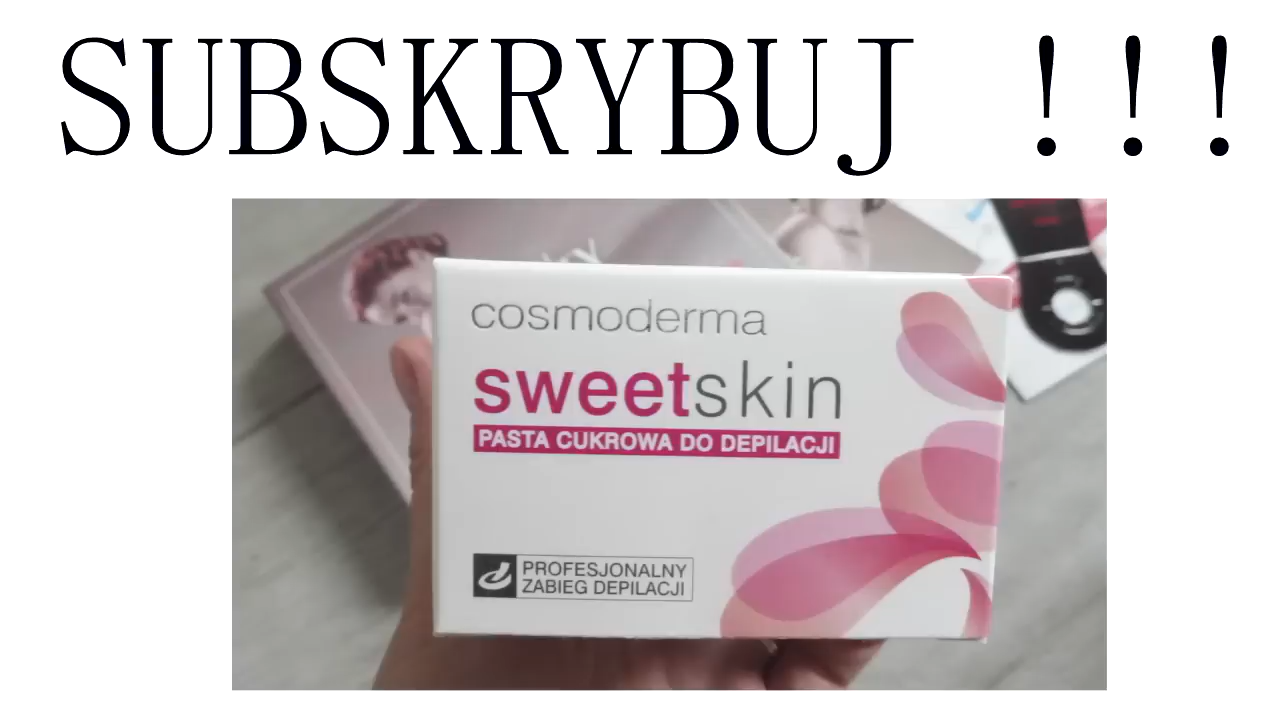 SUBSKRYBUJ !!!
cosmoderma
sweetskin
PASTA CUKROWA DO DEPILACJI
PROFESJONALNY
ZABIEG DEPILACJI